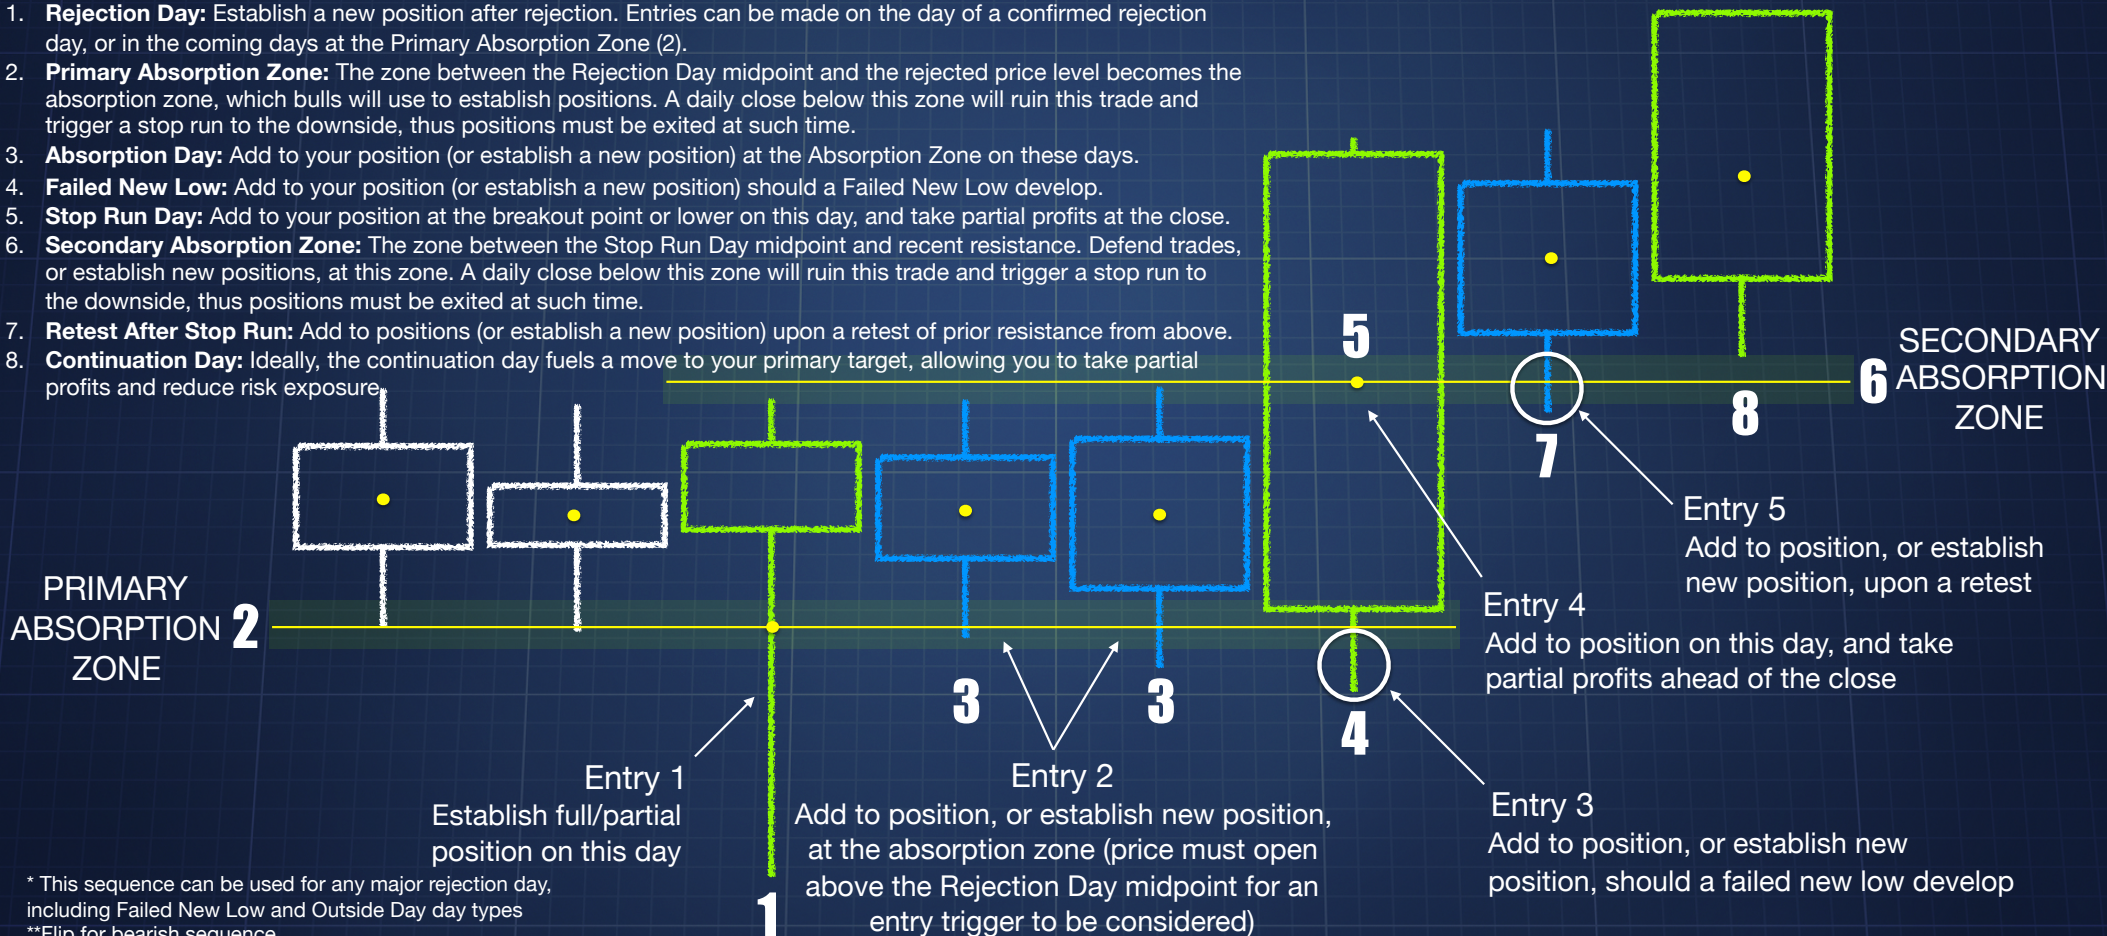 1. Rejection Day: Establish a new position after rejection. Entries can be made on the day of a confirmed rejection
day, or in the coming days at the Primary Absorption Zone (2).
2. Primary Absorption Zone: The zone between the Rejection Day midpoint and the rejected price level becomes the
absorption zone, which bulls will use to establish positions. A daily close below this zone will ruin this trade and
trigger a stop run to the downside, thus positions must be exited at such time.
3. Absorption Day: Add to your position (or establish a new position) at the Absorption Zone on these days.
4. Failed New Low: Add to your position (or establish a new position) should a Failed New Low develop.
5. Stop Run Day: Add to your position at the breakout point or lower on this day, and take partial profits at the close.
6. Secondary Absorption Zone: The zone between the Stop Run Day midpoint and recent resistance. Defend trades,
or establish new positions, at this zone. A daily close below this zone will ruin this trade and trigger a stop run to
the downside, thus positions must be exited at such time.
7. Retest After Stop Run: Add to positions (or establish a new position) upon a retest of prior resistance from above.
8. Continuation Day: Ideally, the continuation day fuels a move to your primary target, allowing you to take partial
profits and reduce risk exposure.
5
SECONDARY
6 ABSORPTION
ZONE
8
7
Entry 5
Add to position, or establish
new position, upon a retest
PRIMARY
ABSORPTION 2
ZONE
Entry 4
Add to position on this day, and take
partial profits ahead of the close
3
3
4
Entry 1
Establish full/partial
position on this day
Entry 2
Add to position, or establish new position,
at the absorption zone (price must open
above the Rejection Day midpoint for an
entry trigger to be considered)
Entry 3
Add to position, or establish new
position, should a failed new low develop
1
* This sequence can be used for any major rejection day,
including Failed New Low and Outside Day day types
**Flip for bearish sequence